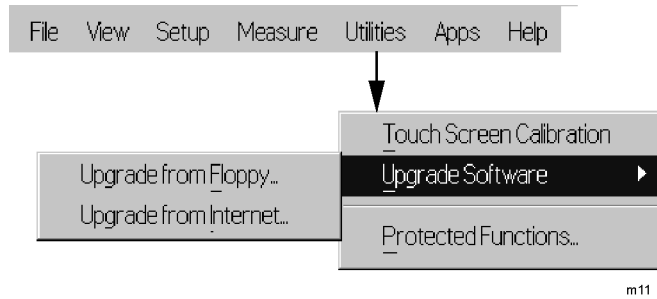 File View Setup Measure Utilities Apps Help
Touch Screen Calibration
Upgrade from Floppy... Upgrade Software
Upgrade from Internet...
Protected Functions...
m11